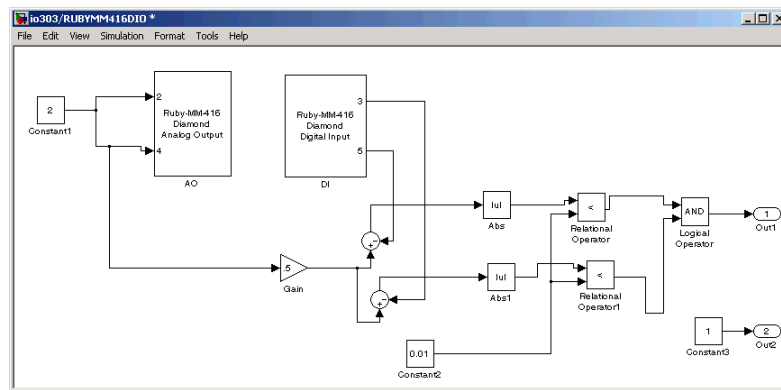 io303/RUBYMM416DIO *
File Edit View Simulation Format Tools Help
2
Constant1
2
4
Ruby-MM-416
Diamond
Analog Output
AO
Ruby-MM-416
Diamond
Digital Input
3
5
DI
|u|
Abs
<
Relational
Operator
AND
Logical
Operator
1
Out1
.5
Gain
+
-
+
-
|u|
Abs1
<
Relational
Operator1
0.01
Constant2
1
Constant3
2
Out2